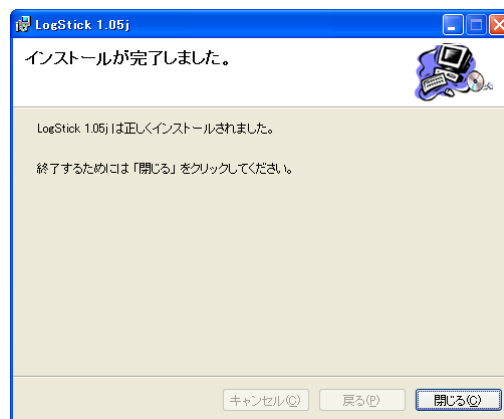 LogStick 1.05j
インストールが完了しました。
LogStick 1.05j は正しくインストールされました。
終了するためには「閉じる」をクリックしてください。
キャンセル(C) 戻る(P) 閉じる(C)